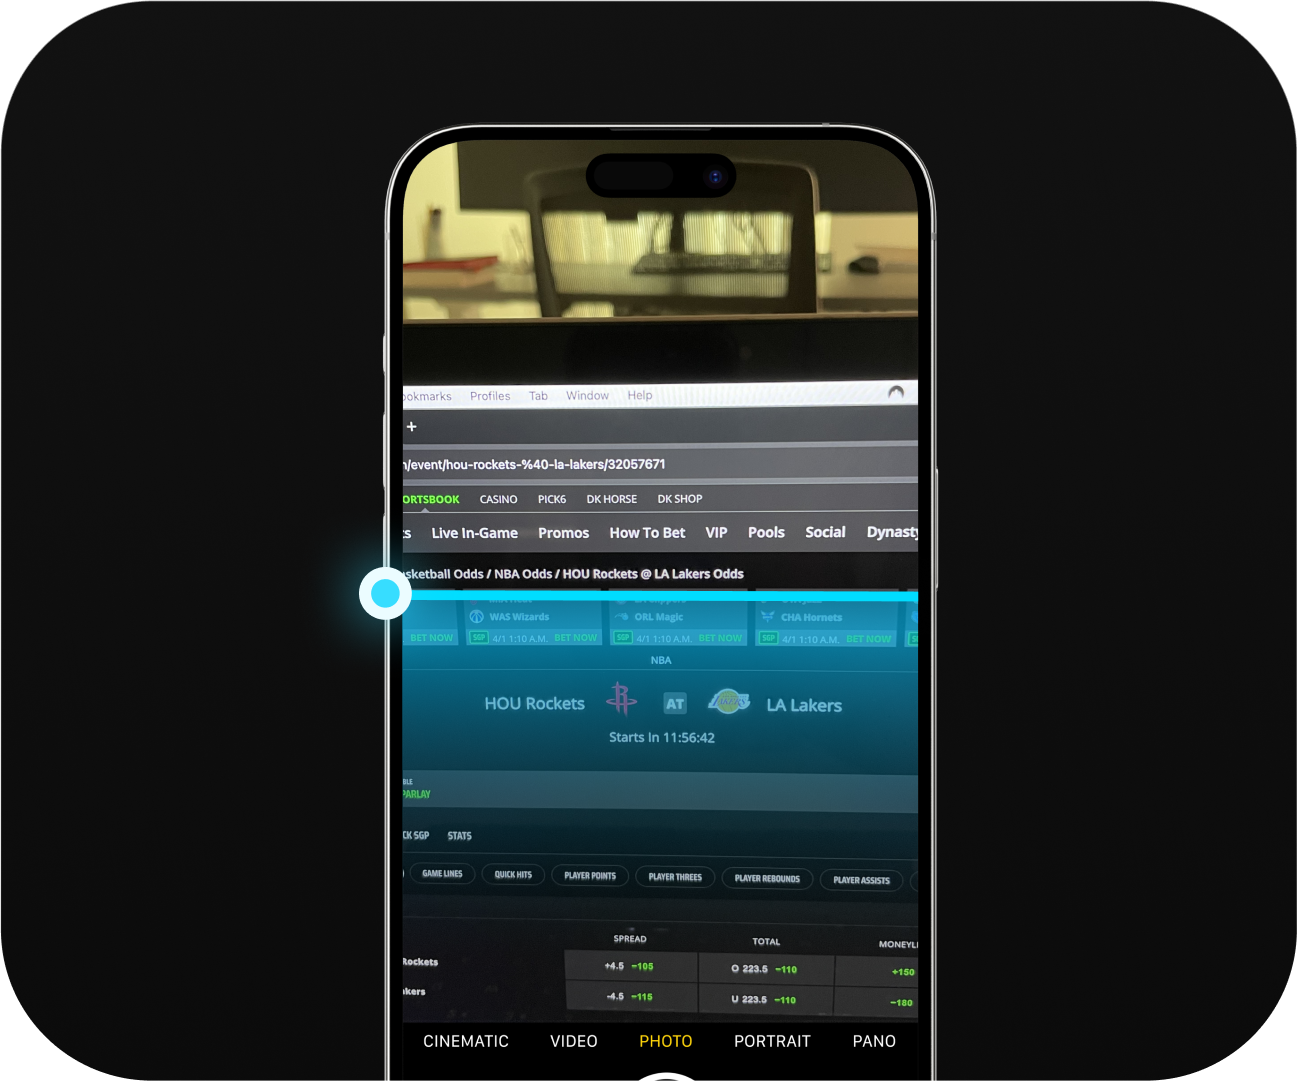 ookmarks Profiles Tab Window Help
+
n/event/hou-rockets-%40-la-lakers/32057671
ORTSBOOK CASINO PICK6 DK HORSE DK SHOP
ts Live In-Game Promos How To Bet VIP Pools Social Dynasty
sketball Odds / NBA Odds / HOU Rockets @ LA Lakers Odds
WAS Wizards ORL Magic CHA Hornets
BET NOW SGP 4/1 1:10 A.M. BET NOW SGP 4/1 1:10 A.M. BET NOW SGP 4/1 1:10 A.M. BET NOW
NBA
HOU Rockets AT LA Lakers
Starts In 11:56:42
BLE
PARLAY
CK SGP STATS
GAME LINES QUICK HITS PLAYER POINTS PLAYER THREES PLAYER REBOUNDS PLAYER ASSISTS
SPREAD TOTAL MONEYL
Rockets +4.5 −105 O 223.5 −110 +150
kers -4.5 −115 U 223.5 −110 −180
CINEMATIC VIDEO PHOTO PORTRAIT PANO